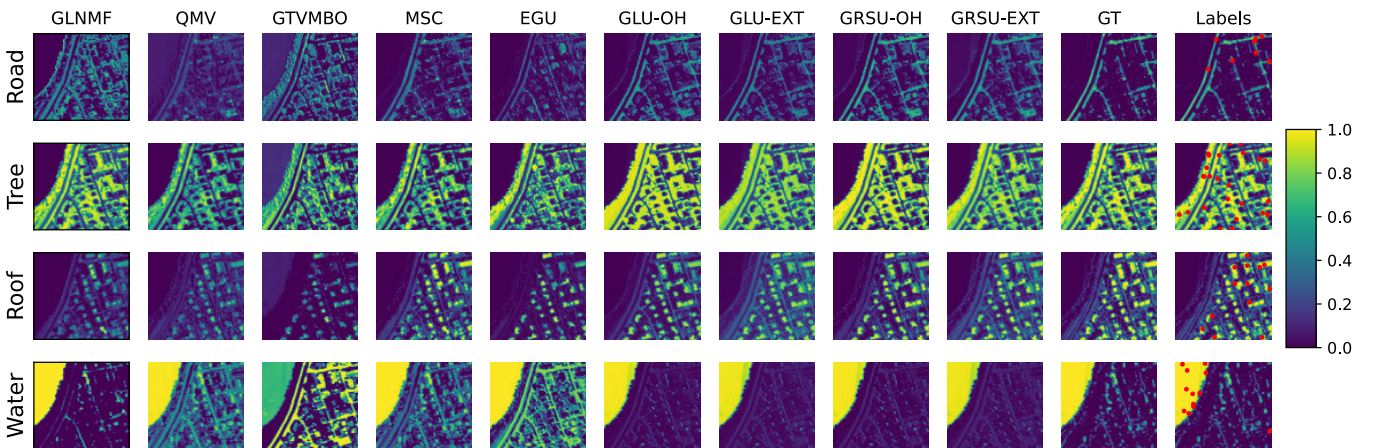 GLNMF QMV GTVMBO MSC EGU GLU-OH GLU-EXT GRSU-OH GRSU-EXT GT Labels
Road
Tree
Roof
Water
1.0
0.8
0.6
0.4
0.2
0.0